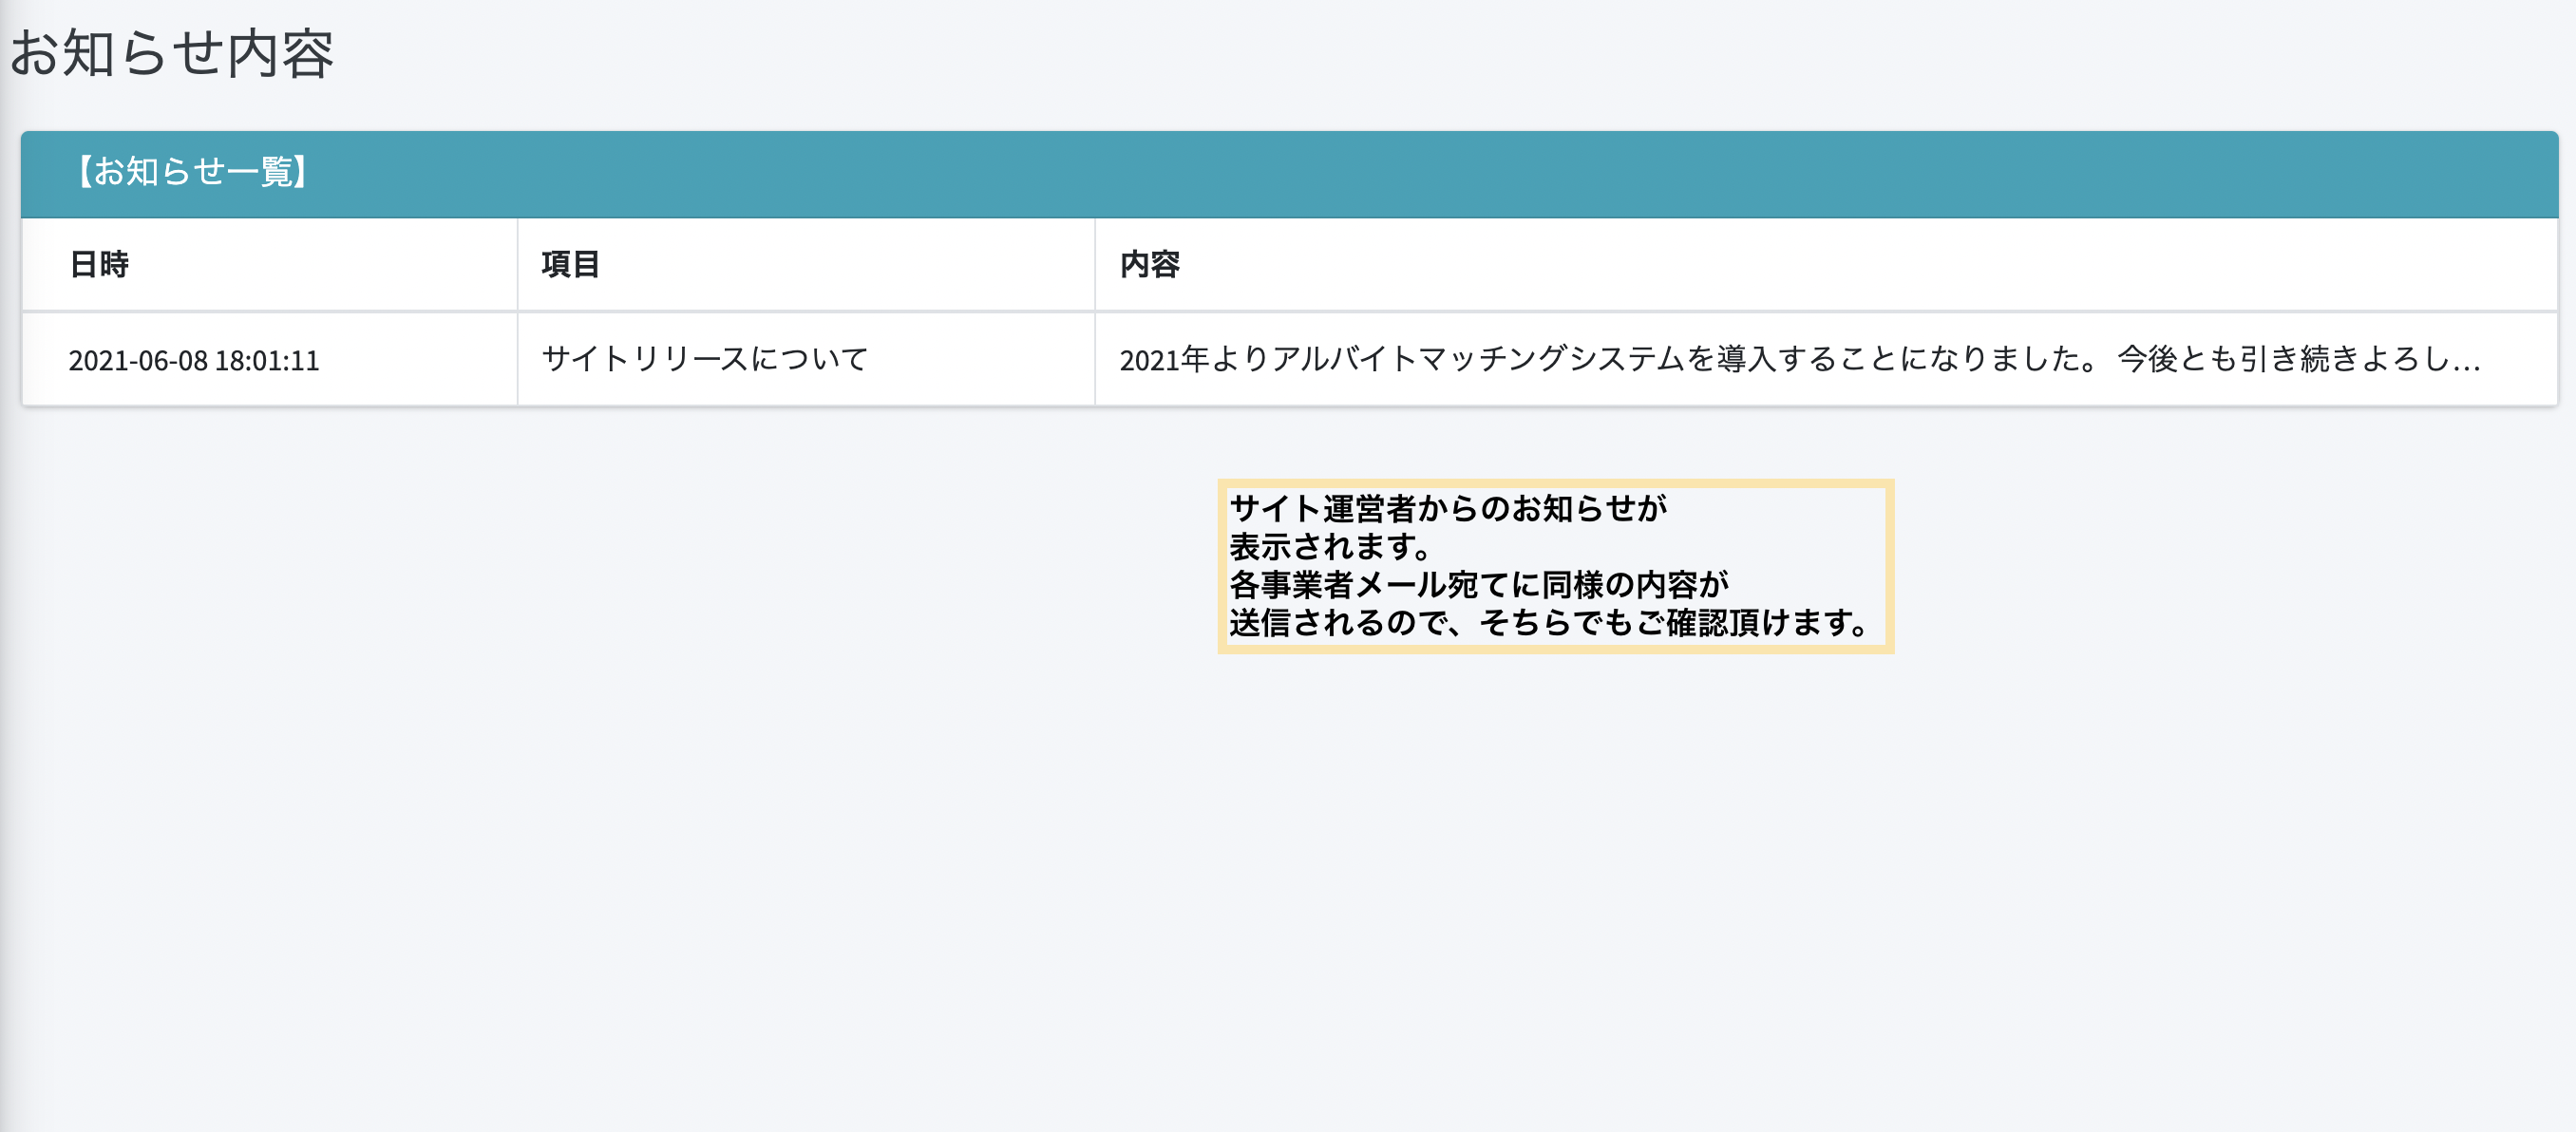 お知らせ内容
【お知らせ一覧】
日時 項目 内容
2021-06-08 18:01:11 サイトリリースについて 2021年よりアルバイトマッチングシステムを導入することになりました。 今後とも引き続きよろし...
サイト運営者からのお知らせが
表示されます。
各事業者メール宛てに同様の内容が
送信されるので、そちらでもご確認頂けます。